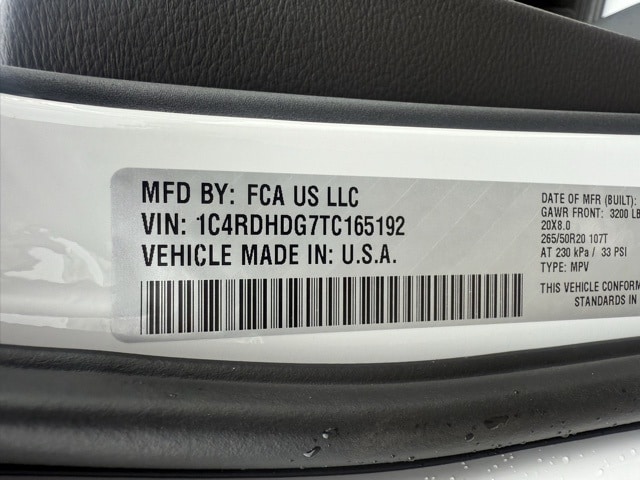 MFD BY: FCA US LLC
VIN: 1C4RDHDG7TC165192
VEHICLE MADE IN: U.S.A.
DATE OF MFR (BUILT):
GAWR FRONT: 3200 LB
20X8.0
265/50R20 107T
AT 230 kPa / 33 PSI
TYPE: MPV
THIS VEHICLE CONFORM
STANDARDS IN